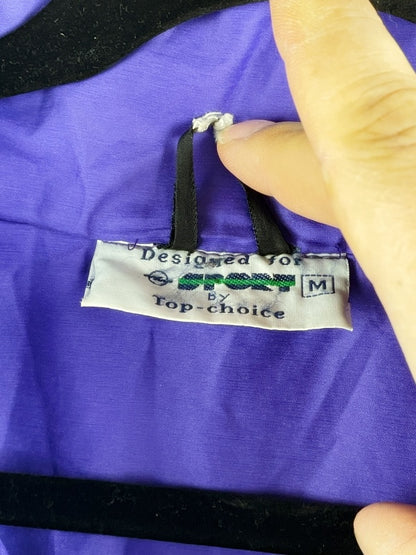 Designed for
SPORT M
by
Top-choice